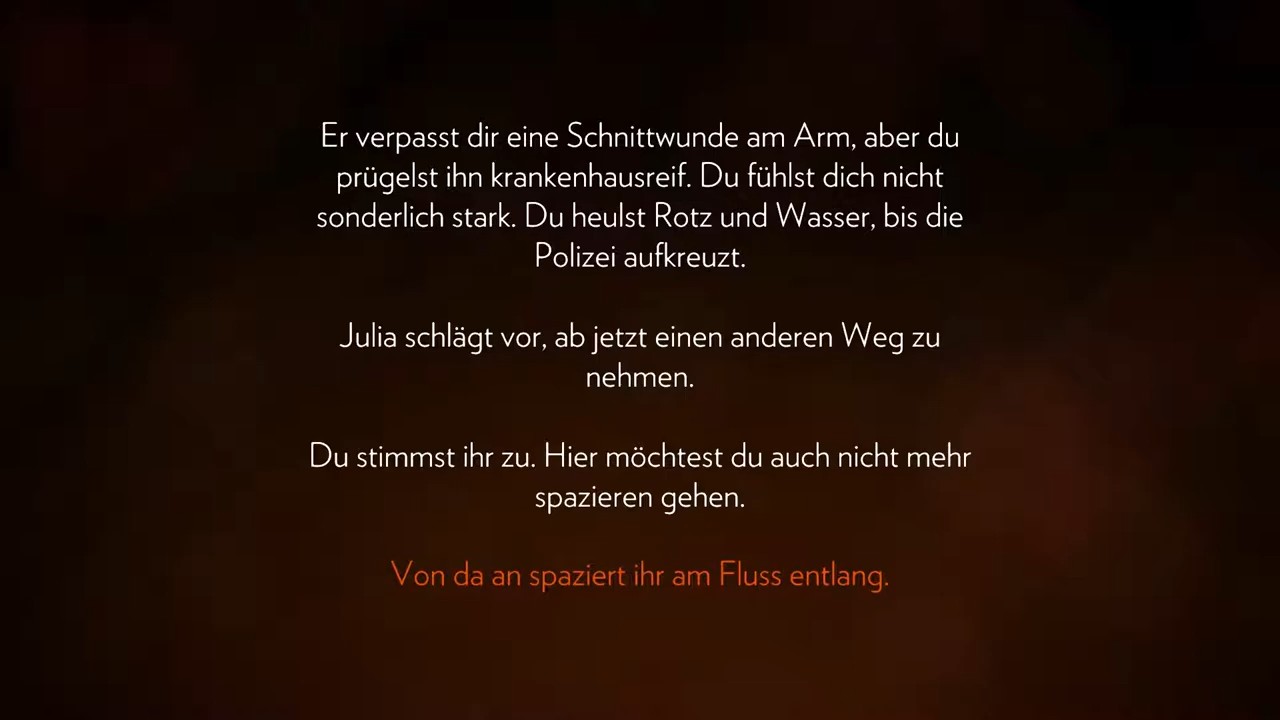 Er verpasst dir eine Schnittwunde am Arm, aber du
prügelst ihn krankenhausreif. Du fühlst dich nicht
sonderlich stark. Du heulst Rotz und Wasser, bis die
Polizei aufkreuzt.
Julia schlägt vor, ab jetzt einen anderen Weg zu
nehmen.
Du stimmst ihr zu. Hier möchtest du auch nicht mehr
spazieren gehen.
Von da an spaziert ihr am Fluss entlang.